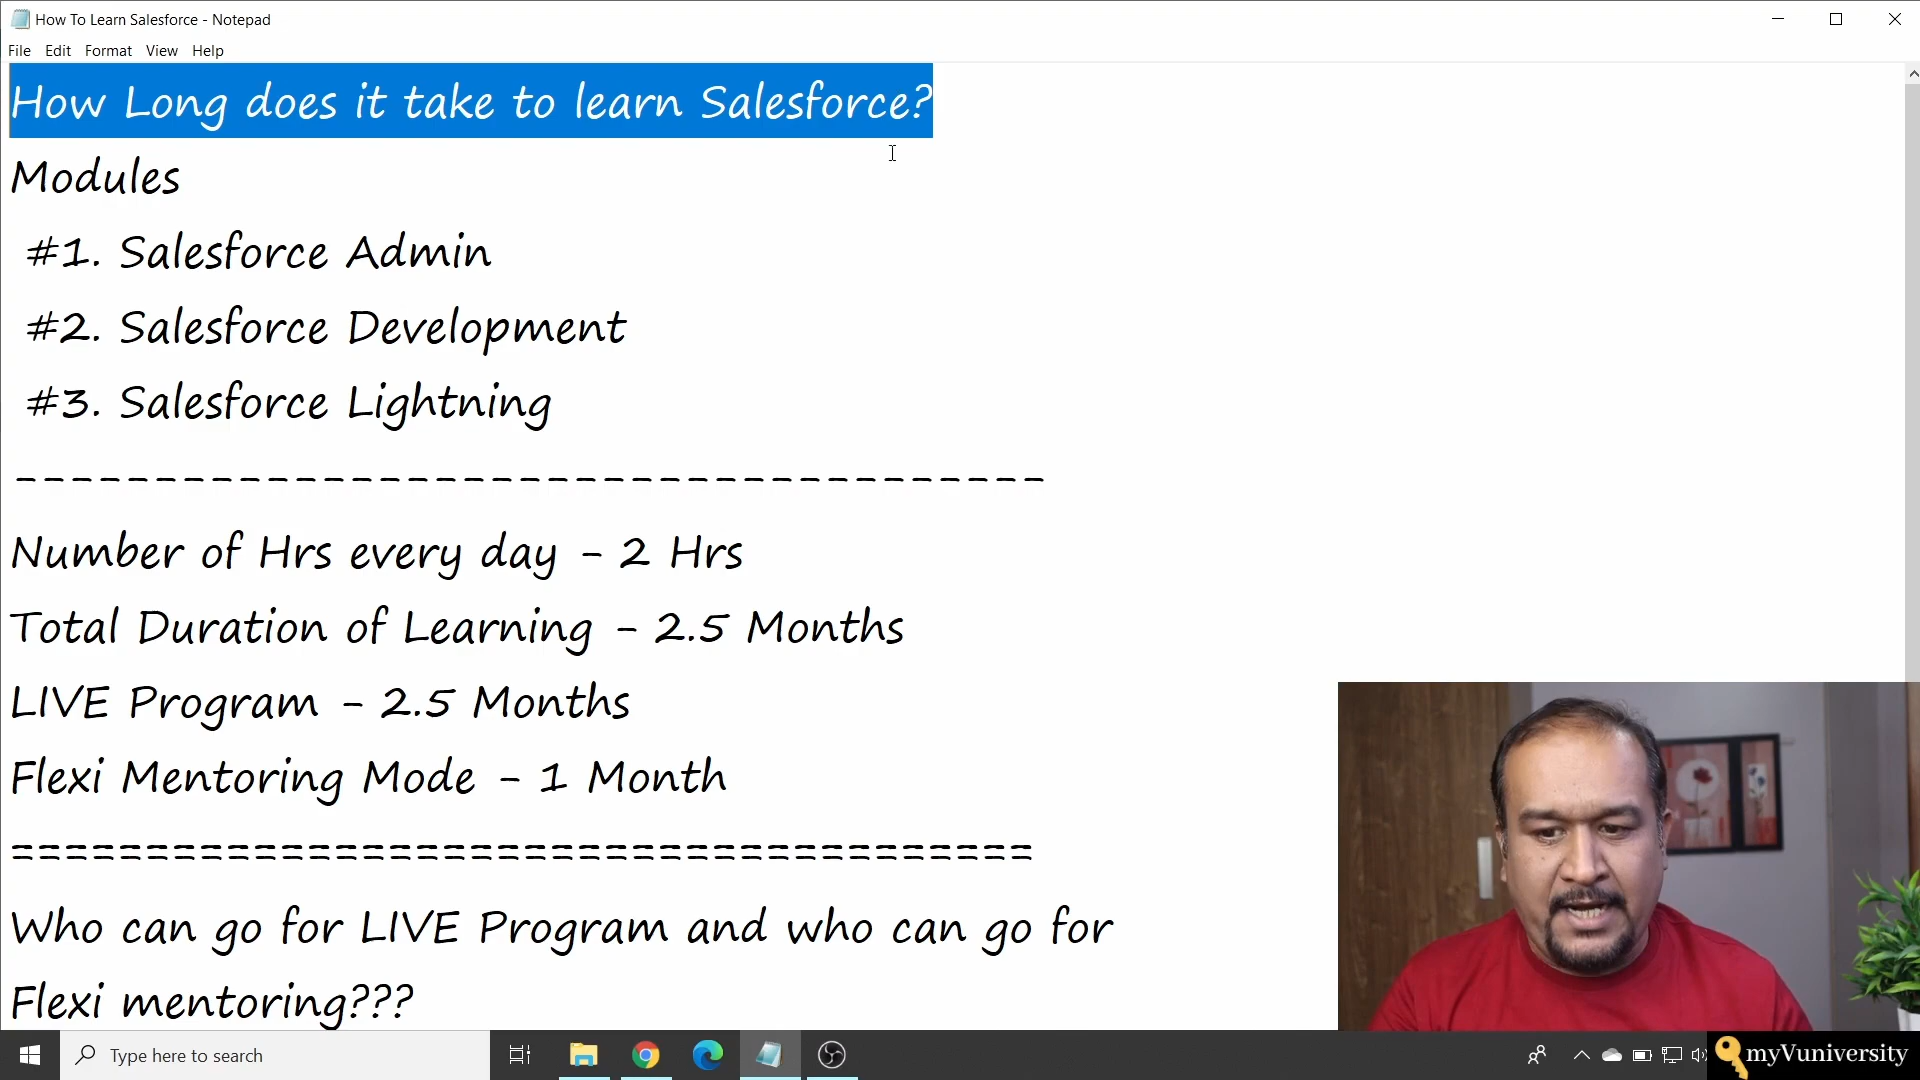 How To Learn Salesforce - Notepad
File Edit Format View Help
How Long does it take to learn Salesforce?
Modules
#1. Salesforce Admin
#2. Salesforce Development
#3. Salesforce Lightning
-------------------------------------
Number of Hrs every day - 2 Hrs
Total Duration of Learning - 2.5 Months
LIVE Program - 2.5 Months
Flexi Mentoring Mode - 1 Month
======================================
Who can go for LIVE Program and who can go for
Flexi mentoring???
Type here to search
myVuniversity